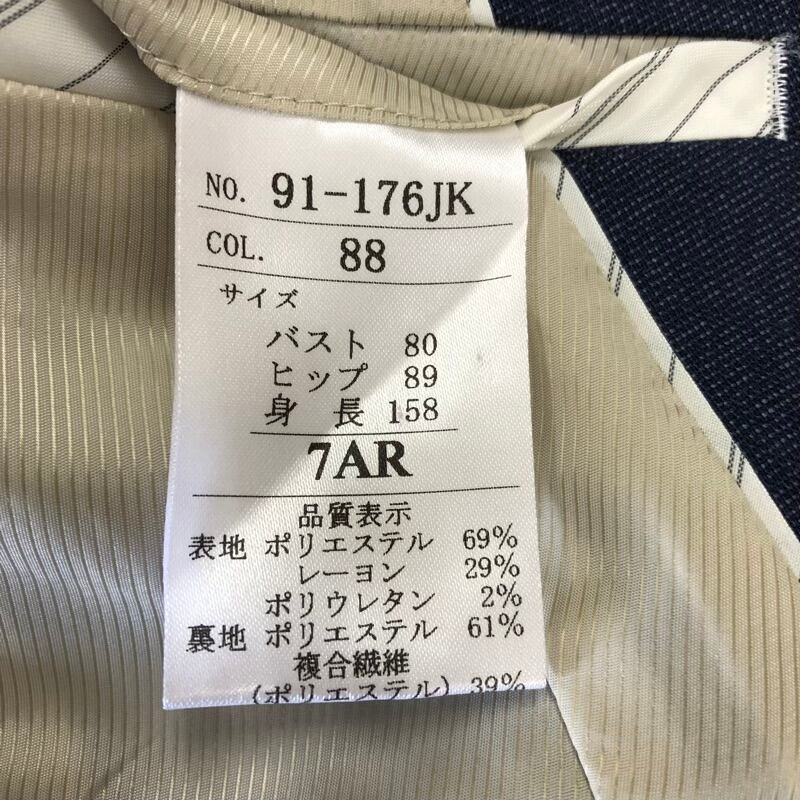 NO. 91-176JK
COL. 88
サイズ
バスト 80
ヒップ 89
身 長 158
7AR
品質表示
表地 ポリエステル 69%
レーヨン 29%
ポリウレタン 2%
裏地 ポリエステル 61%
複合繊維
(ポリエステル) 39%